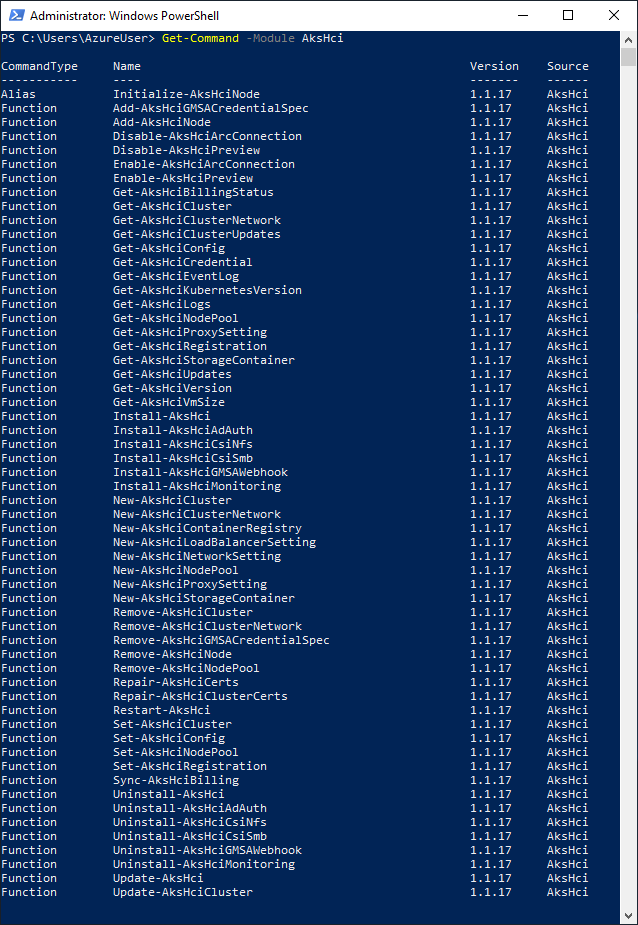 Administrator: Windows PowerShell
PS C:\Users\AzureUser> Get-Command -Module AksHci
CommandType Name Version Source
----------- ---- ------- ------
Alias Initialize-AksHciNode 1.1.17 AksHci
Function Add-AksHciGMSACredentialSpec 1.1.17 AksHci
Function Add-AksHciNode 1.1.17 AksHci
Function Disable-AksHciArcConnection 1.1.17 AksHci
Function Disable-AksHciPreview 1.1.17 AksHci
Function Enable-AksHciArcConnection 1.1.17 AksHci
Function Enable-AksHciPreview 1.1.17 AksHci
Function Get-AksHciBillingStatus 1.1.17 AksHci
Function Get-AksHciCluster 1.1.17 AksHci
Function Get-AksHciClusterNetwork 1.1.17 AksHci
Function Get-AksHciClusterUpdates 1.1.17 AksHci
Function Get-AksHciConfig 1.1.17 AksHci
Function Get-AksHciCredential 1.1.17 AksHci
Function Get-AksHciEventLog 1.1.17 AksHci
Function Get-AksHciKubernetesVersion 1.1.17 AksHci
Function Get-AksHciLogs 1.1.17 AksHci
Function Get-AksHciNodePool 1.1.17 AksHci
Function Get-AksHciProxySetting 1.1.17 AksHci
Function Get-AksHciRegistration 1.1.17 AksHci
Function Get-AksHciStorageContainer 1.1.17 AksHci
Function Get-AksHciUpdates 1.1.17 AksHci
Function Get-AksHciVersion 1.1.17 AksHci
Function Get-AksHciVmSize 1.1.17 AksHci
Function Install-AksHci 1.1.17 AksHci
Function Install-AksHciAdAuth 1.1.17 AksHci
Function Install-AksHciCsiNfs 1.1.17 AksHci
Function Install-AksHciCsiSmb 1.1.17 AksHci
Function Install-AksHciGMSAWebhook 1.1.17 AksHci
Function Install-AksHciMonitoring 1.1.17 AksHci
Function New-AksHciCluster 1.1.17 AksHci
Function New-AksHciClusterNetwork 1.1.17 AksHci
Function New-AksHciContainerRegistry 1.1.17 AksHci
Function New-AksHciLoadBalancerSetting 1.1.17 AksHci
Function New-AksHciNetworkSetting 1.1.17 AksHci
Function New-AksHciNodePool 1.1.17 AksHci
Function New-AksHciProxySetting 1.1.17 AksHci
Function New-AksHciStorageContainer 1.1.17 AksHci
Function Remove-AksHciCluster 1.1.17 AksHci
Function Remove-AksHciClusterNetwork 1.1.17 AksHci
Function Remove-AksHciGMSACredentialSpec 1.1.17 AksHci
Function Remove-AksHciNode 1.1.17 AksHci
Function Remove-AksHciNodePool 1.1.17 AksHci
Function Repair-AksHciCerts 1.1.17 AksHci
Function Repair-AksHciClusterCerts 1.1.17 AksHci
Function Restart-AksHci 1.1.17 AksHci
Function Set-AksHciCluster 1.1.17 AksHci
Function Set-AksHciConfig 1.1.17 AksHci
Function Set-AksHciNodePool 1.1.17 AksHci
Function Set-AksHciRegistration 1.1.17 AksHci
Function Sync-AksHciBilling 1.1.17 AksHci
Function Uninstall-AksHci 1.1.17 AksHci
Function Uninstall-AksHciAdAuth 1.1.17 AksHci
Function Uninstall-AksHciCsiNfs 1.1.17 AksHci
Function Uninstall-AksHciCsiSmb 1.1.17 AksHci
Function Uninstall-AksHciGMSAWebhook 1.1.17 AksHci
Function Uninstall-AksHciMonitoring 1.1.17 AksHci
Function Update-AksHci 1.1.17 AksHci
Function Update-AksHciCluster 1.1.17 AksHci